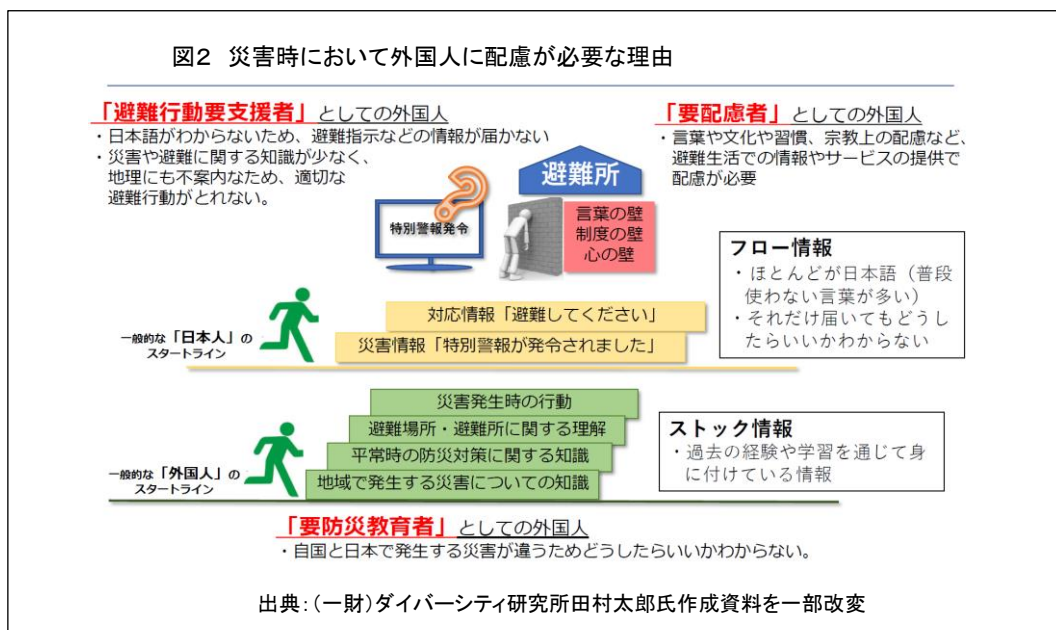 図2 災害時において外国人に配慮が必要な理由
「避難行動要支援者」としての外国人
・日本語がわからないため、避難指示などの情報が届かない
・災害や避難に関する知識が少なく、
地理にも不案内なため、適切な
避難行動がとれない。
「要配慮者」としての外国人
・言葉や文化や習慣、宗教上の配慮など、
避難生活での情報やサービスの提供で
配慮が必要
特別警報発令
避難所
言葉の壁
制度の壁
心の壁
フロー情報
・ほとんどが日本語（普段
使わない言葉が多い）
・それだけ届いてもどうし
たらいいかわからない
一般的な「日本人」の
スタートライン
対応情報「避難してください」
災害情報「特別警報が発令されました」
災害発生時の行動
避難場所・避難所に関する理解
平常時の防災対策に関する知識
地域で発生する災害についての知識
一般的な「外国人」の
スタートライン
ストック情報
・過去の経験や学習を通じて身
に付けている情報
「要防災教育者」としての外国人
・自国と日本で発生する災害が違うためどうしたらいいかわからない。
出典：（一財）ダイバーシティ研究所田村太郎氏作成資料を一部改変